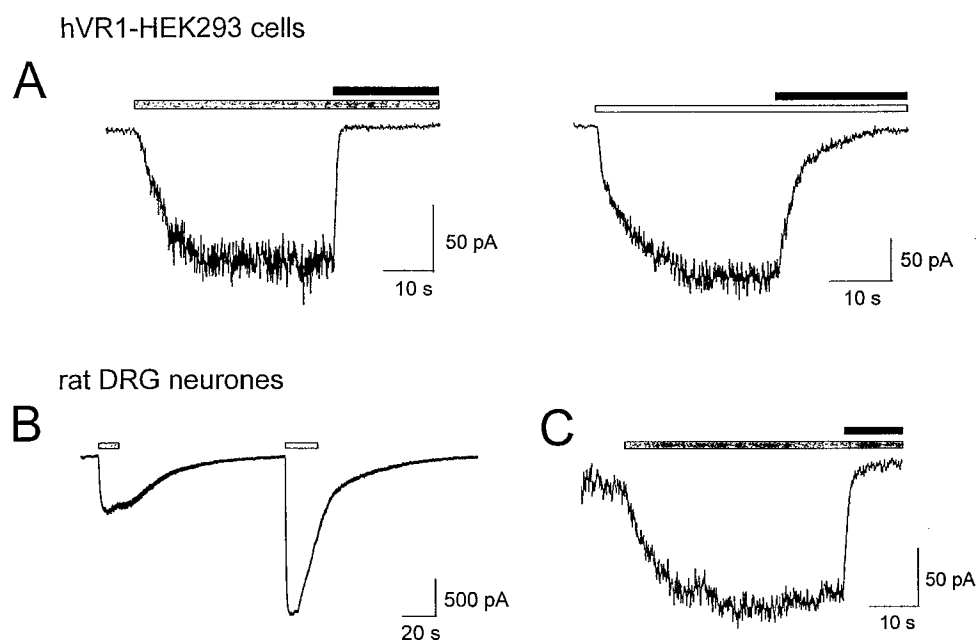 hVR1-HEK293 cells
A
50 pA
10 s
50 pA
10 s
rat DRG neurones
B
500 pA
20 s
C
50 pA
10 s